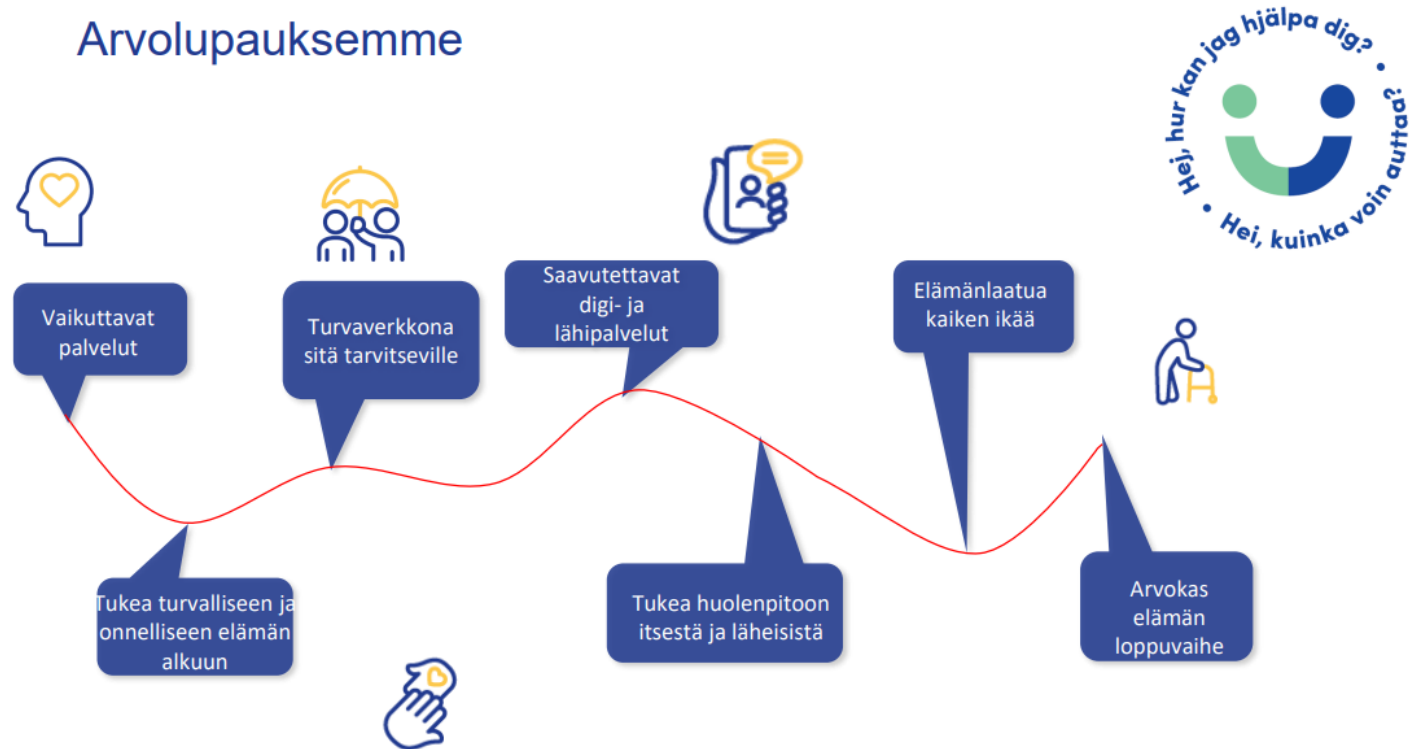 Arvolupauksemme
Hej, hur kan jag hjälpa dig? •
Hei, kuinka voin auttaa? •
Vaikuttavat
palvelut
Tukea turvalliseen ja
onnelliseen elämän
alkuun
Turvaverkkona
sitä tarvitseville
Saavutettavat
digi- ja
lähipalvelut
Tukea huolenpitoon
itsestä ja läheisistä
Elämänlaatua
kaiken ikää
Arvokas
elämän
loppuvaihe